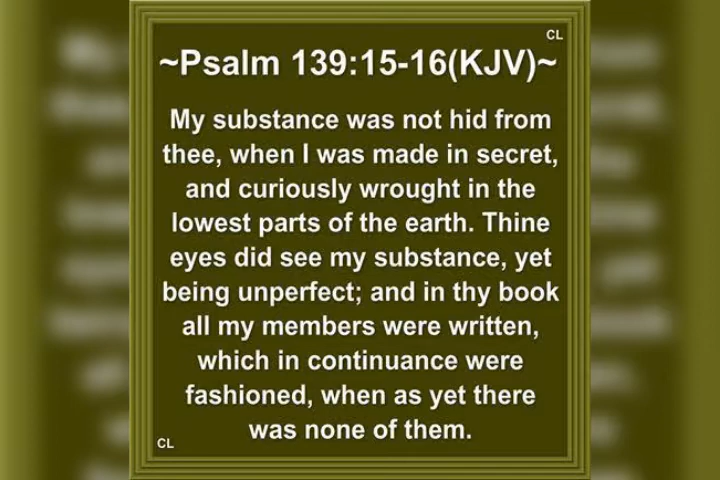 CL
~Psalm 139:15-16(KJV)~
My substance was not hid from
thee, when I was made in secret,
and curiously wrought in the
lowest parts of the earth. Thine
eyes did see my substance, yet
being unperfect; and in thy book
all my members were written,
which in continuance were
fashioned, when as yet there
was none of them.
CL